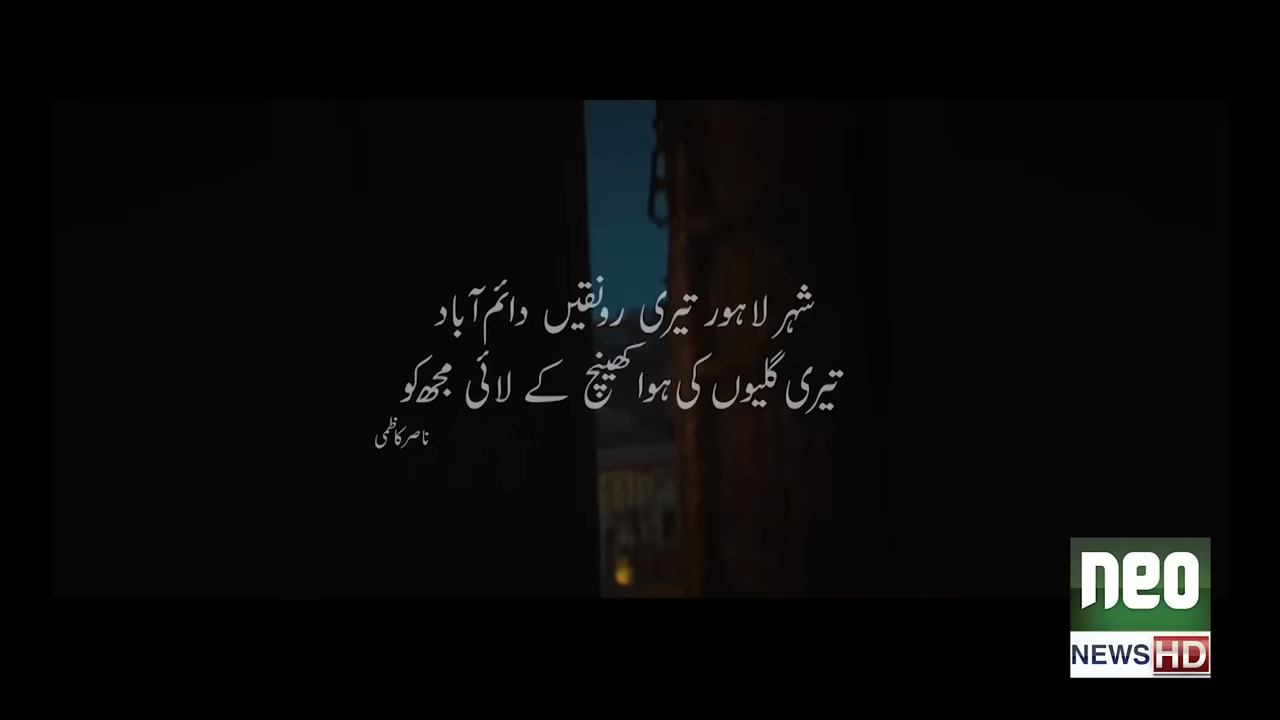 شہر لاہور تیری رونقیں دائم آباد
تیری گلیوں کی ہوا کھینچ کے لائی مجھ کو
ناصر کاظمی
neo
NEWS HD